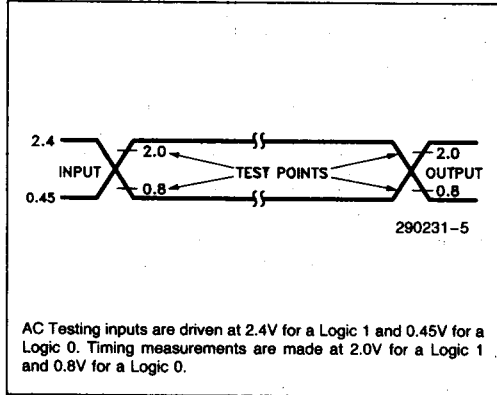 2.4
2.0
2.0
INPUT
TEST POINTS
OUTPUT
0.8
0.8
0.45
290231–5
AC Testing inputs are driven at 2.4V for a Logic 1 and 0.45V for a
Logic 0. Timing measurements are made at 2.0V for a Logic 1
and 0.8V for a Logic 0.